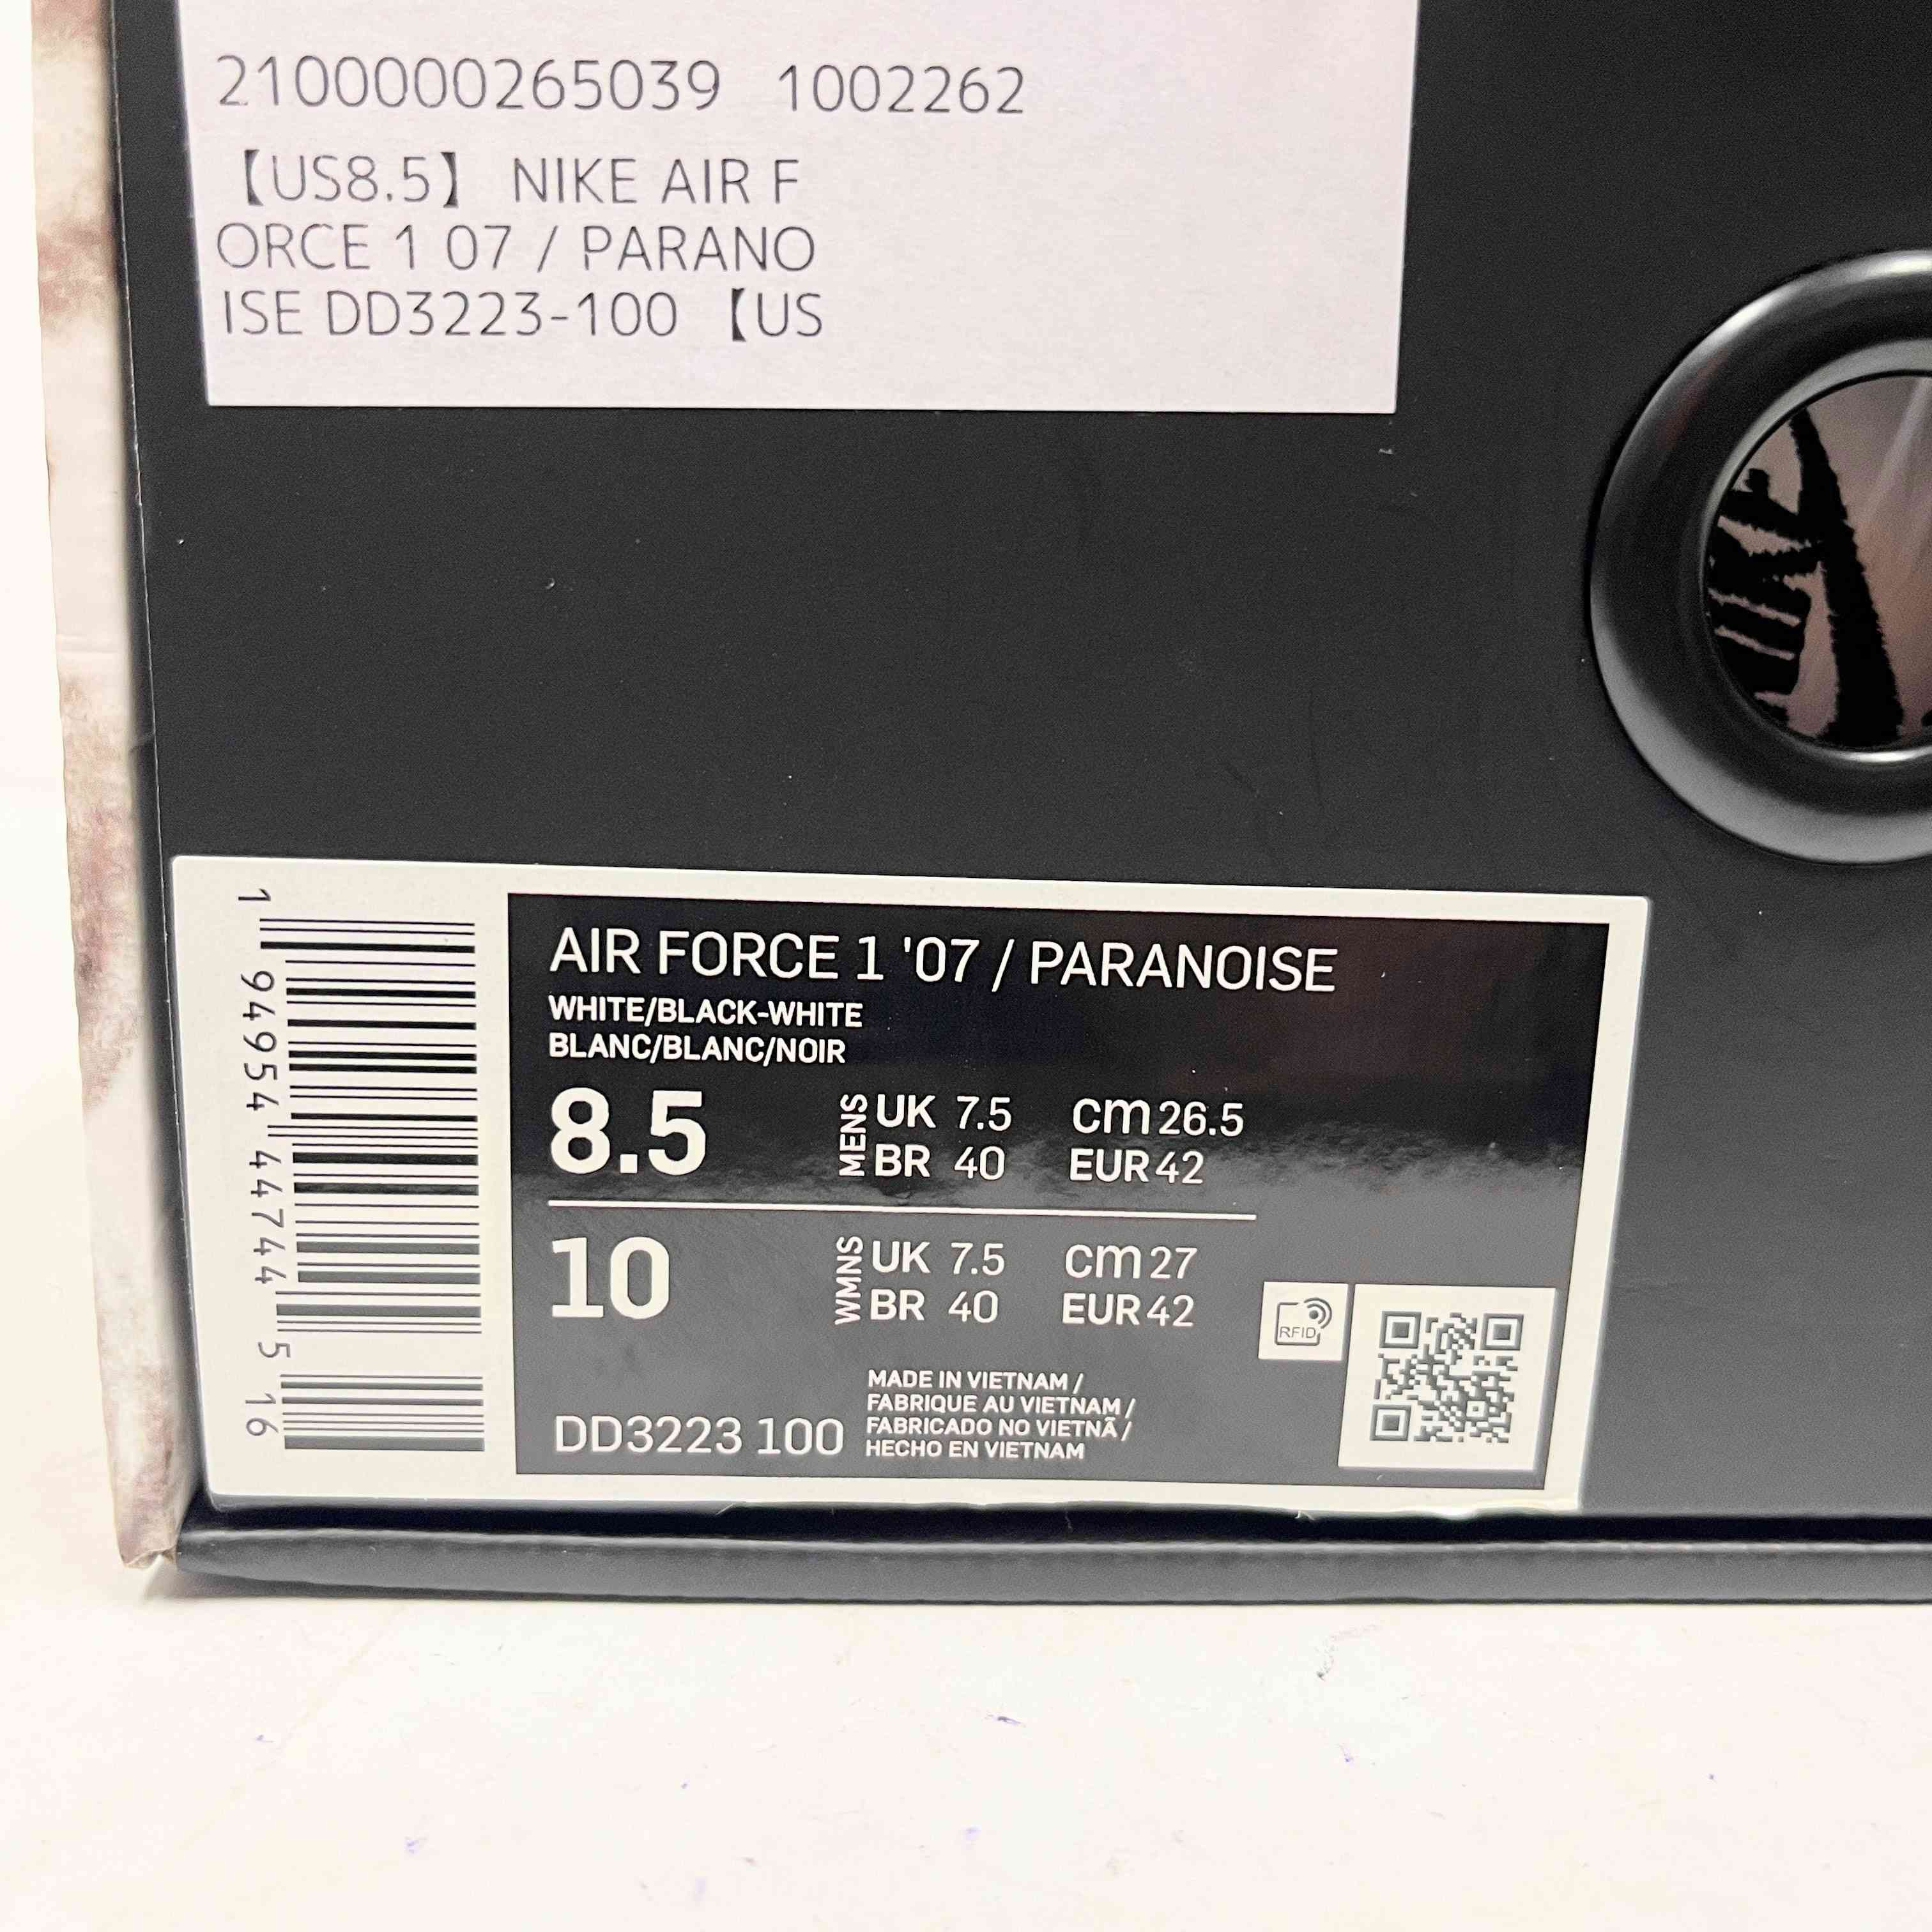 2100000265039 1002262
【US8.5】 NIKE AIR F
ORCE 1 07 / PARANO
ISE DD3223-100 【US
AIR FORCE 1 '07 / PARANOISE
WHITE/BLACK-WHITE
BLANC/BLANC/NOIR
8.5 MENS UK 7.5 cm 26.5
BR 40 EUR 42
10 WMNS UK 7.5 cm 27
BR 40 EUR 42
RFID
MADE IN VIETNAM /
FABRIQUE AU VIETNAM /
FABRICADO NO VIETNÃ /
HECHO EN VIETNAM
DD3223 100
1 94954 44744 5 16